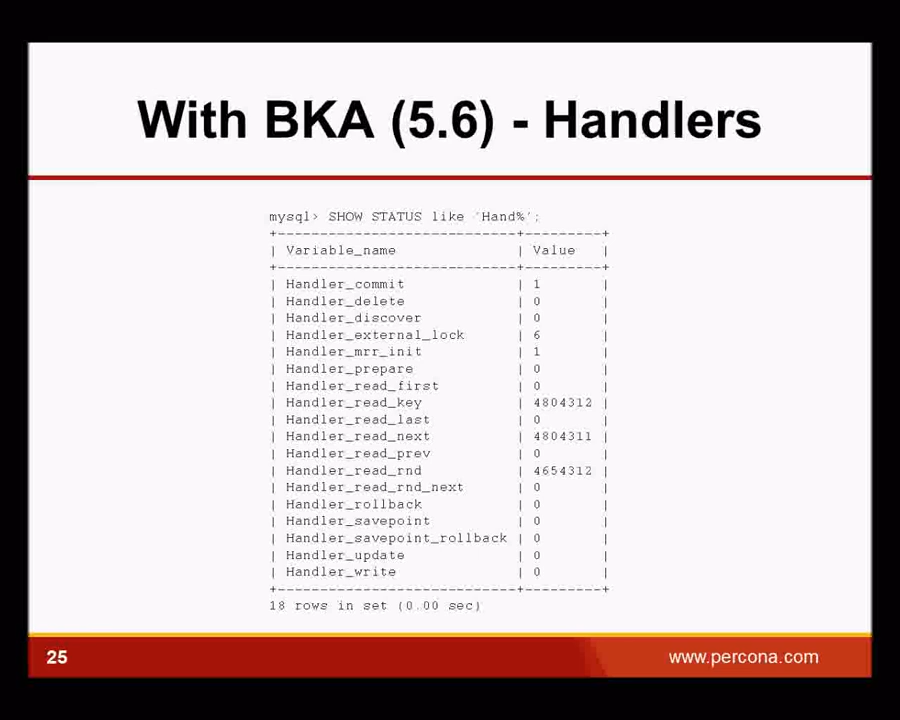 With BKA (5.6) - Handlers
mysql> SHOW STATUS like 'Hand%';
+----------------------------+---------+
| Variable_name | Value |
+----------------------------+---------+
| Handler_commit | 1 |
| Handler_delete | 0 |
| Handler_discover | 0 |
| Handler_external_lock | 6 |
| Handler_mrr_init | 1 |
| Handler_prepare | 0 |
| Handler_read_first | 0 |
| Handler_read_key | 4804312 |
| Handler_read_last | 0 |
| Handler_read_next | 4804311 |
| Handler_read_prev | 0 |
| Handler_read_rnd | 4654312 |
| Handler_read_rnd_next | 0 |
| Handler_rollback | 0 |
| Handler_savepoint | 0 |
| Handler_savepoint_rollback | 0 |
| Handler_update | 0 |
| Handler_write | 0 |
+----------------------------+---------+
18 rows in set (0.00 sec)
25
www.percona.com